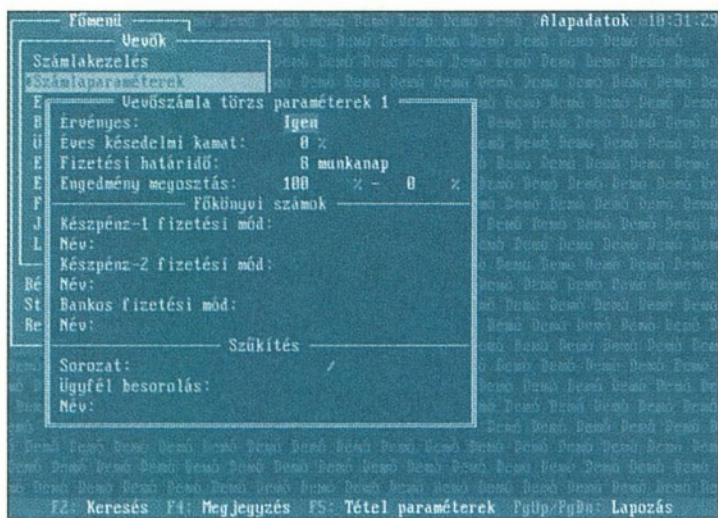 Főmenü
Alapadatok 10:31:29
Vevők
Számlakezelés
Számlaparaméterek
E
B
Ü
E
E
F
J
L
Bé
St
Re
Vevőszámla törzs paraméterek 1
Érvényes: Igen
Éves késedelmi kamat: 0 %
Fizetési határidő: 8 munkanap
Engedmény megosztás: 100 % - 0 %
Főkönyvi számok
Készpénz-1 fizetési mód:
Név:
Készpénz-2 fizetési mód:
Név:
Bankos fizetési mód:
Név:
Szűkítés
Sorozat: /
Ügyfél besorolás:
Név:
F2: Keresés F4: Megjegyzés F5: Tétel paraméterek PgUp/PgDn: Lapozás